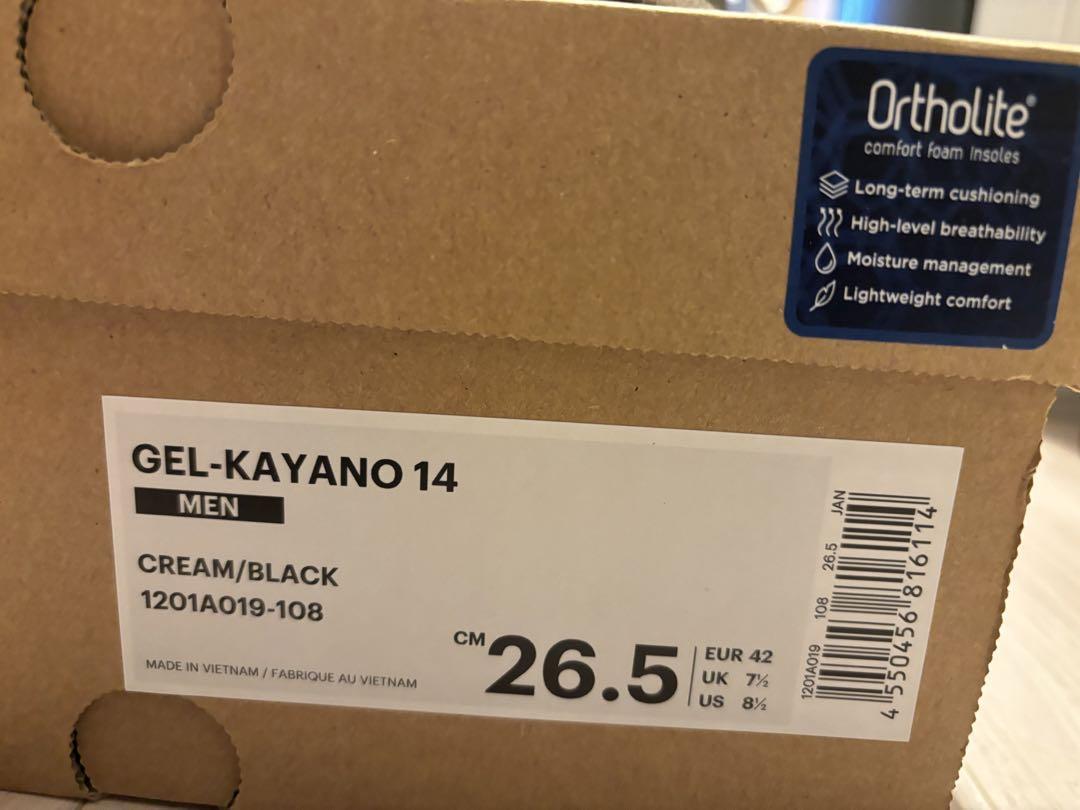 Ortholite®
comfort foam insoles
Long-term cushioning
High-level breathability
Moisture management
Lightweight comfort
GEL-KAYANO 14
MEN
CREAM/BLACK
1201A019-108
MADE IN VIETNAM / FABRIQUE AU VIETNAM
CM 26.5
EUR 42
UK 7½
US 8½
1201A019 108 26.5 JAN
4 550456 816114